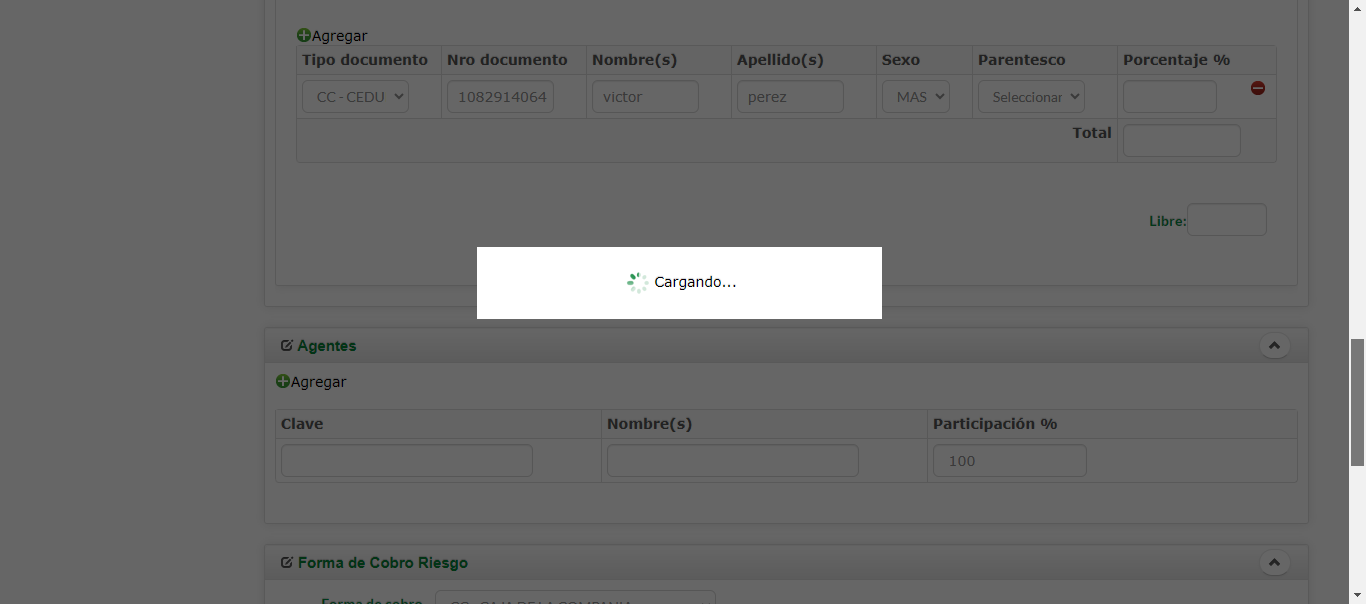 Agregar
Tipo documento Nro documento Nombre(s) Apellido(s) Sexo Parentesco Porcentaje %
CC - CEDU 1082914064 victor perez MAS Seleccionar
Total
Libre:
Cargando...
Agentes
Agregar
Clave Nombre(s) Participación %
100
Forma de Cobro Riesgo
Forma de cobro